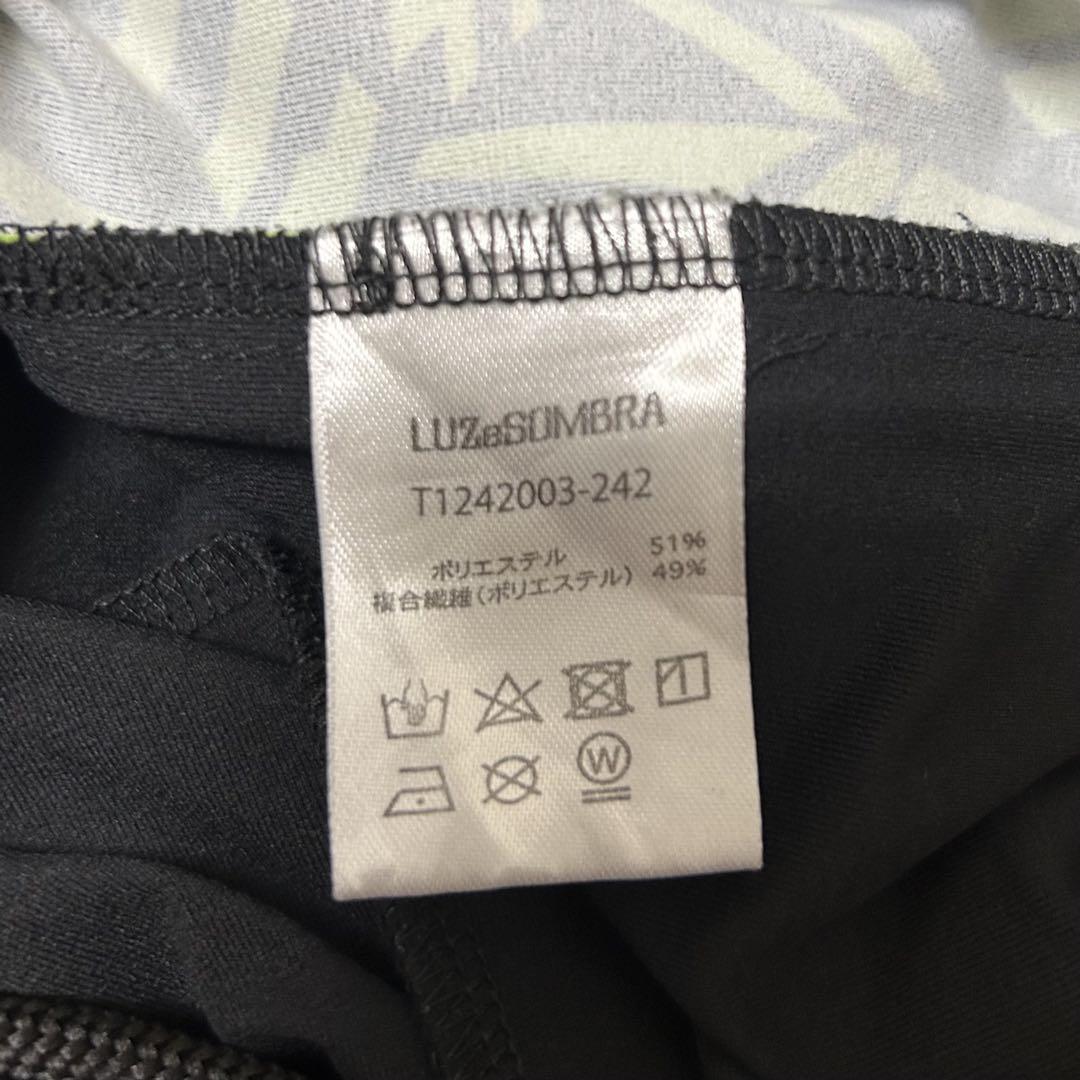 LUZeSOMBRA
T1242003-242
ポリエステル 51%
複合繊維(ポリエステル) 49%
W